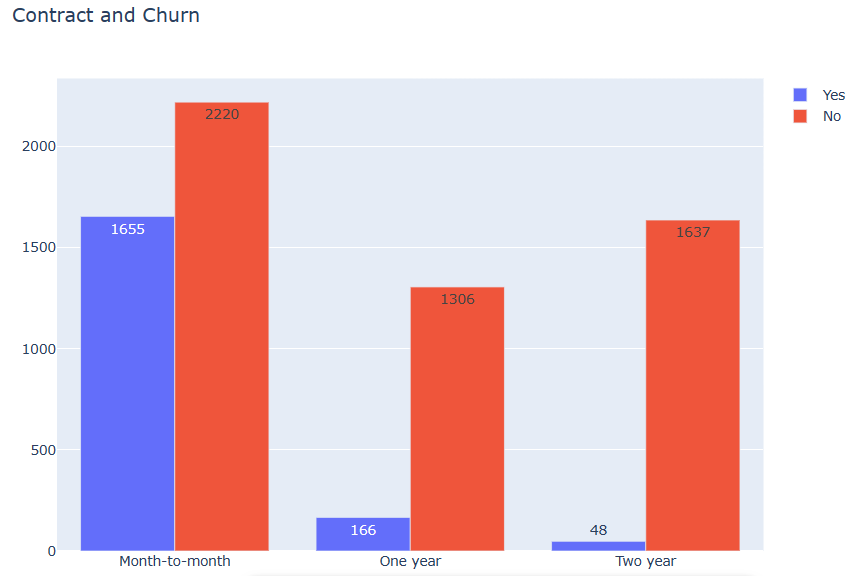 Contract and Churn
Yes
No
2220
2000
1655
1637
1500
1306
1000
500
166
48
0
Month-to-month
One year
Two year